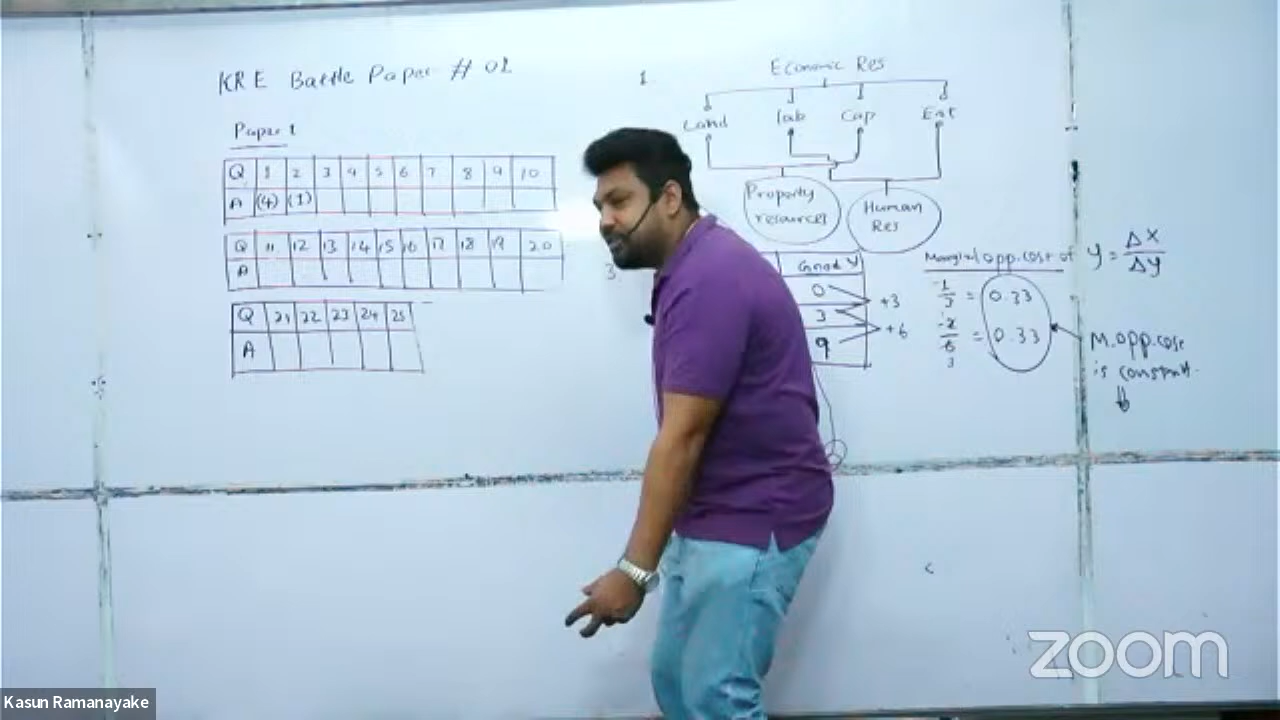 KRE Battle Paper # 01
Paper 1
Q 1 2 3 4 5 6 7 8 9 10
A (4) (1)
Q 11 12 13 14 15 16 17 18 19 20
A
Q 21 22 23 24 25
A
1.
Economic Res
Land lab Cap Ent
Property resources
Human Res
3.
Good Y
0
3
9
+3
+6
Marginal opp.cost of y = ΔX/ΔY
1/3 = 0.33
2/6 = 0.33
3
M.opp.cost
is constant.
Kasun Ramanayake
zoom